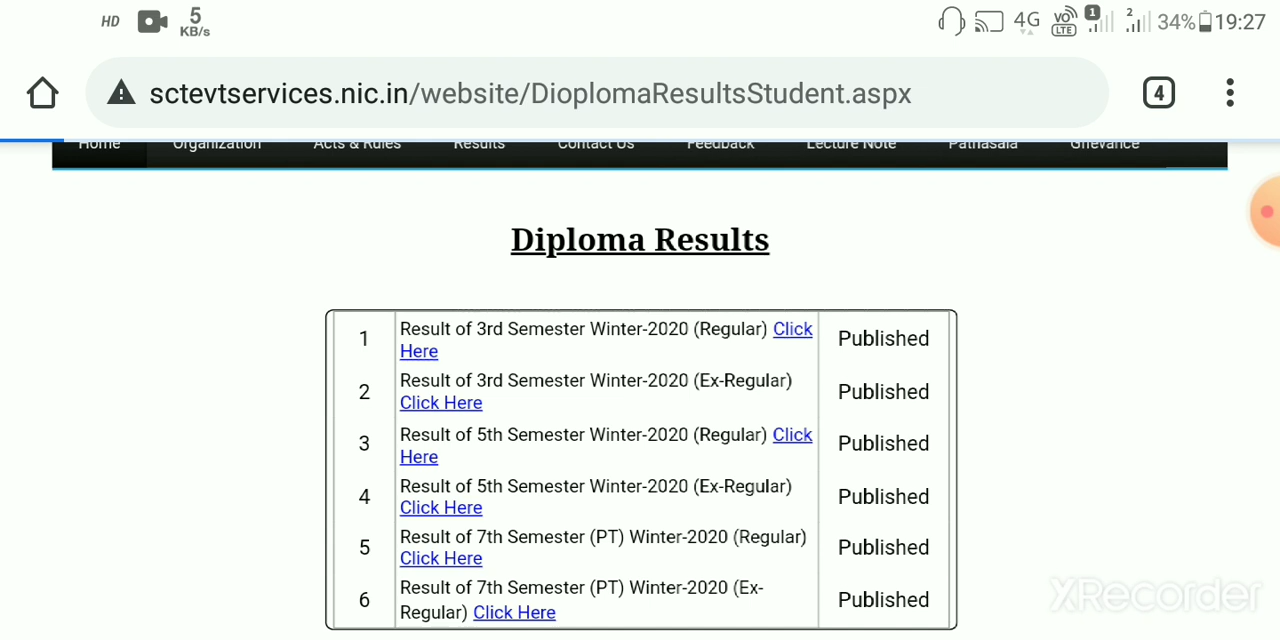 HD 5 KB/s 4G VO LTE 1 2 34% 19:27
sctevtservices.nic.in/website/DioplomaResultsStudent.aspx 4
Home Organization Acts & Rules Results Contact Us Feedback Lecture Note Pathasala Grievance
Diploma Results
1 Result of 3rd Semester Winter-2020 (Regular) Click Here Published
2 Result of 3rd Semester Winter-2020 (Ex-Regular) Click Here Published
3 Result of 5th Semester Winter-2020 (Regular) Click Here Published
4 Result of 5th Semester Winter-2020 (Ex-Regular) Click Here Published
5 Result of 7th Semester (PT) Winter-2020 (Regular) Click Here Published
6 Result of 7th Semester (PT) Winter-2020 (Ex-Regular) Click Here Published
XRecorder